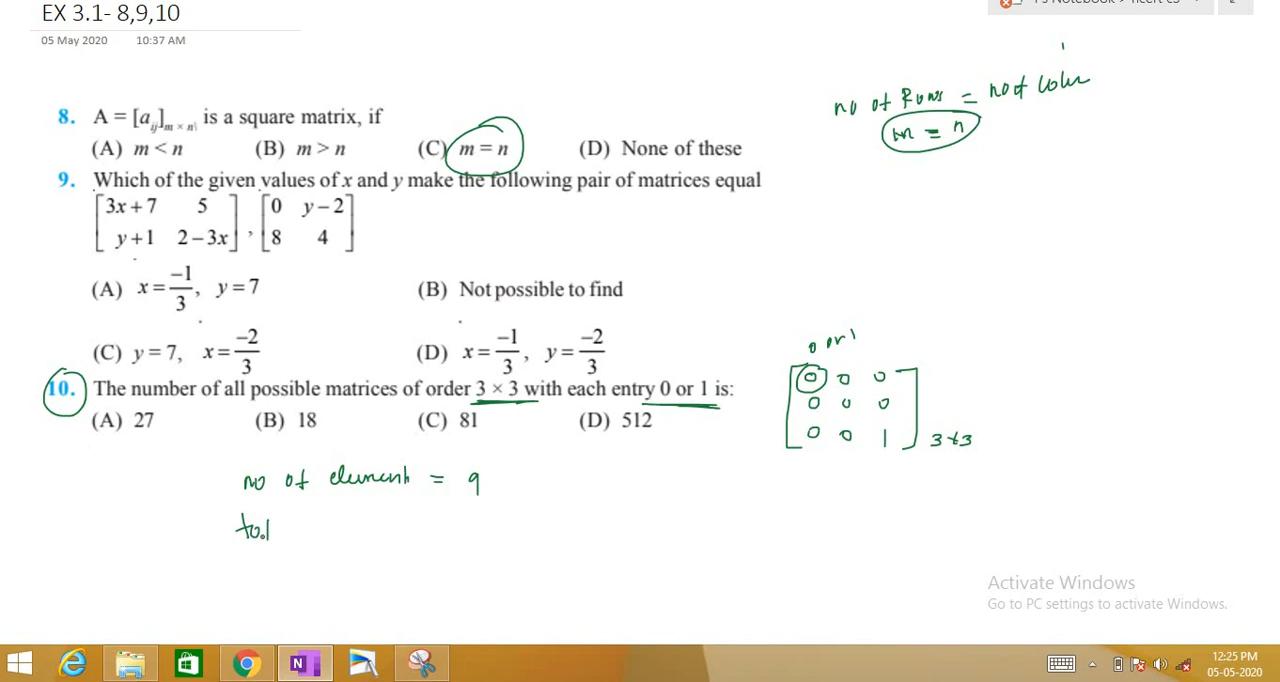 EX 3.1- 8,9,10
05 May 2020 10:37 AM
no of Rows = no of
m = n
8. A = [aij]m × n\ is a square matrix, if
(A) m < n (B) m > n (C) m = n (D) None of these
9. Which of the given values of x and y make the following pair of matrices equal
[3x + 7 5] [0 y – 2]
[y + 1 2 – 3x] , [8 4]
(A) x = –1/3, y = 7 (B) Not possible to find
(C) y = 7, x = –2/3 (D) x = –1/3, y = –2/3
10. The number of all possible matrices of order 3 × 3 with each entry 0 or 1 is:
(A) 27 (B) 18 (C) 81 (D) 512
0 or 1
0 0 0
0 0 0
0 0 1
3×3
no of element = 9
Activate Windows
Go to PC settings to activate Windows.
12:25 PM
05-05-2020